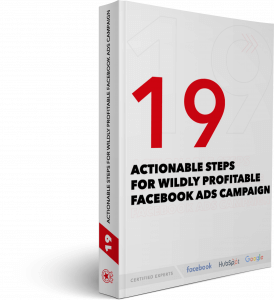 19
ACTIONABLE STEPS
FOR WILDLY PROFITABLE
FACEBOOK ADS CAMPAIGN
CERTIFIED EXPERTS
facebook
HubSpot
Google
19
ACTIONABLE STEPS FOR WILDLY PROFITABLE FACEBOOK ADS CAMPAIGN